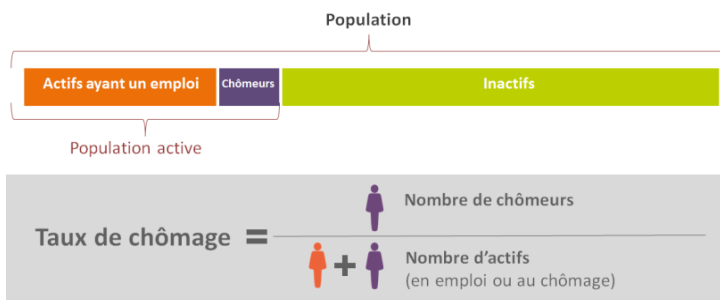 Population
Actifs ayant un emploi
Chômeurs
Inactifs
Population active
Taux de chômage =
Nombre de chômeurs
+
Nombre d'actifs
(en emploi ou au chômage)